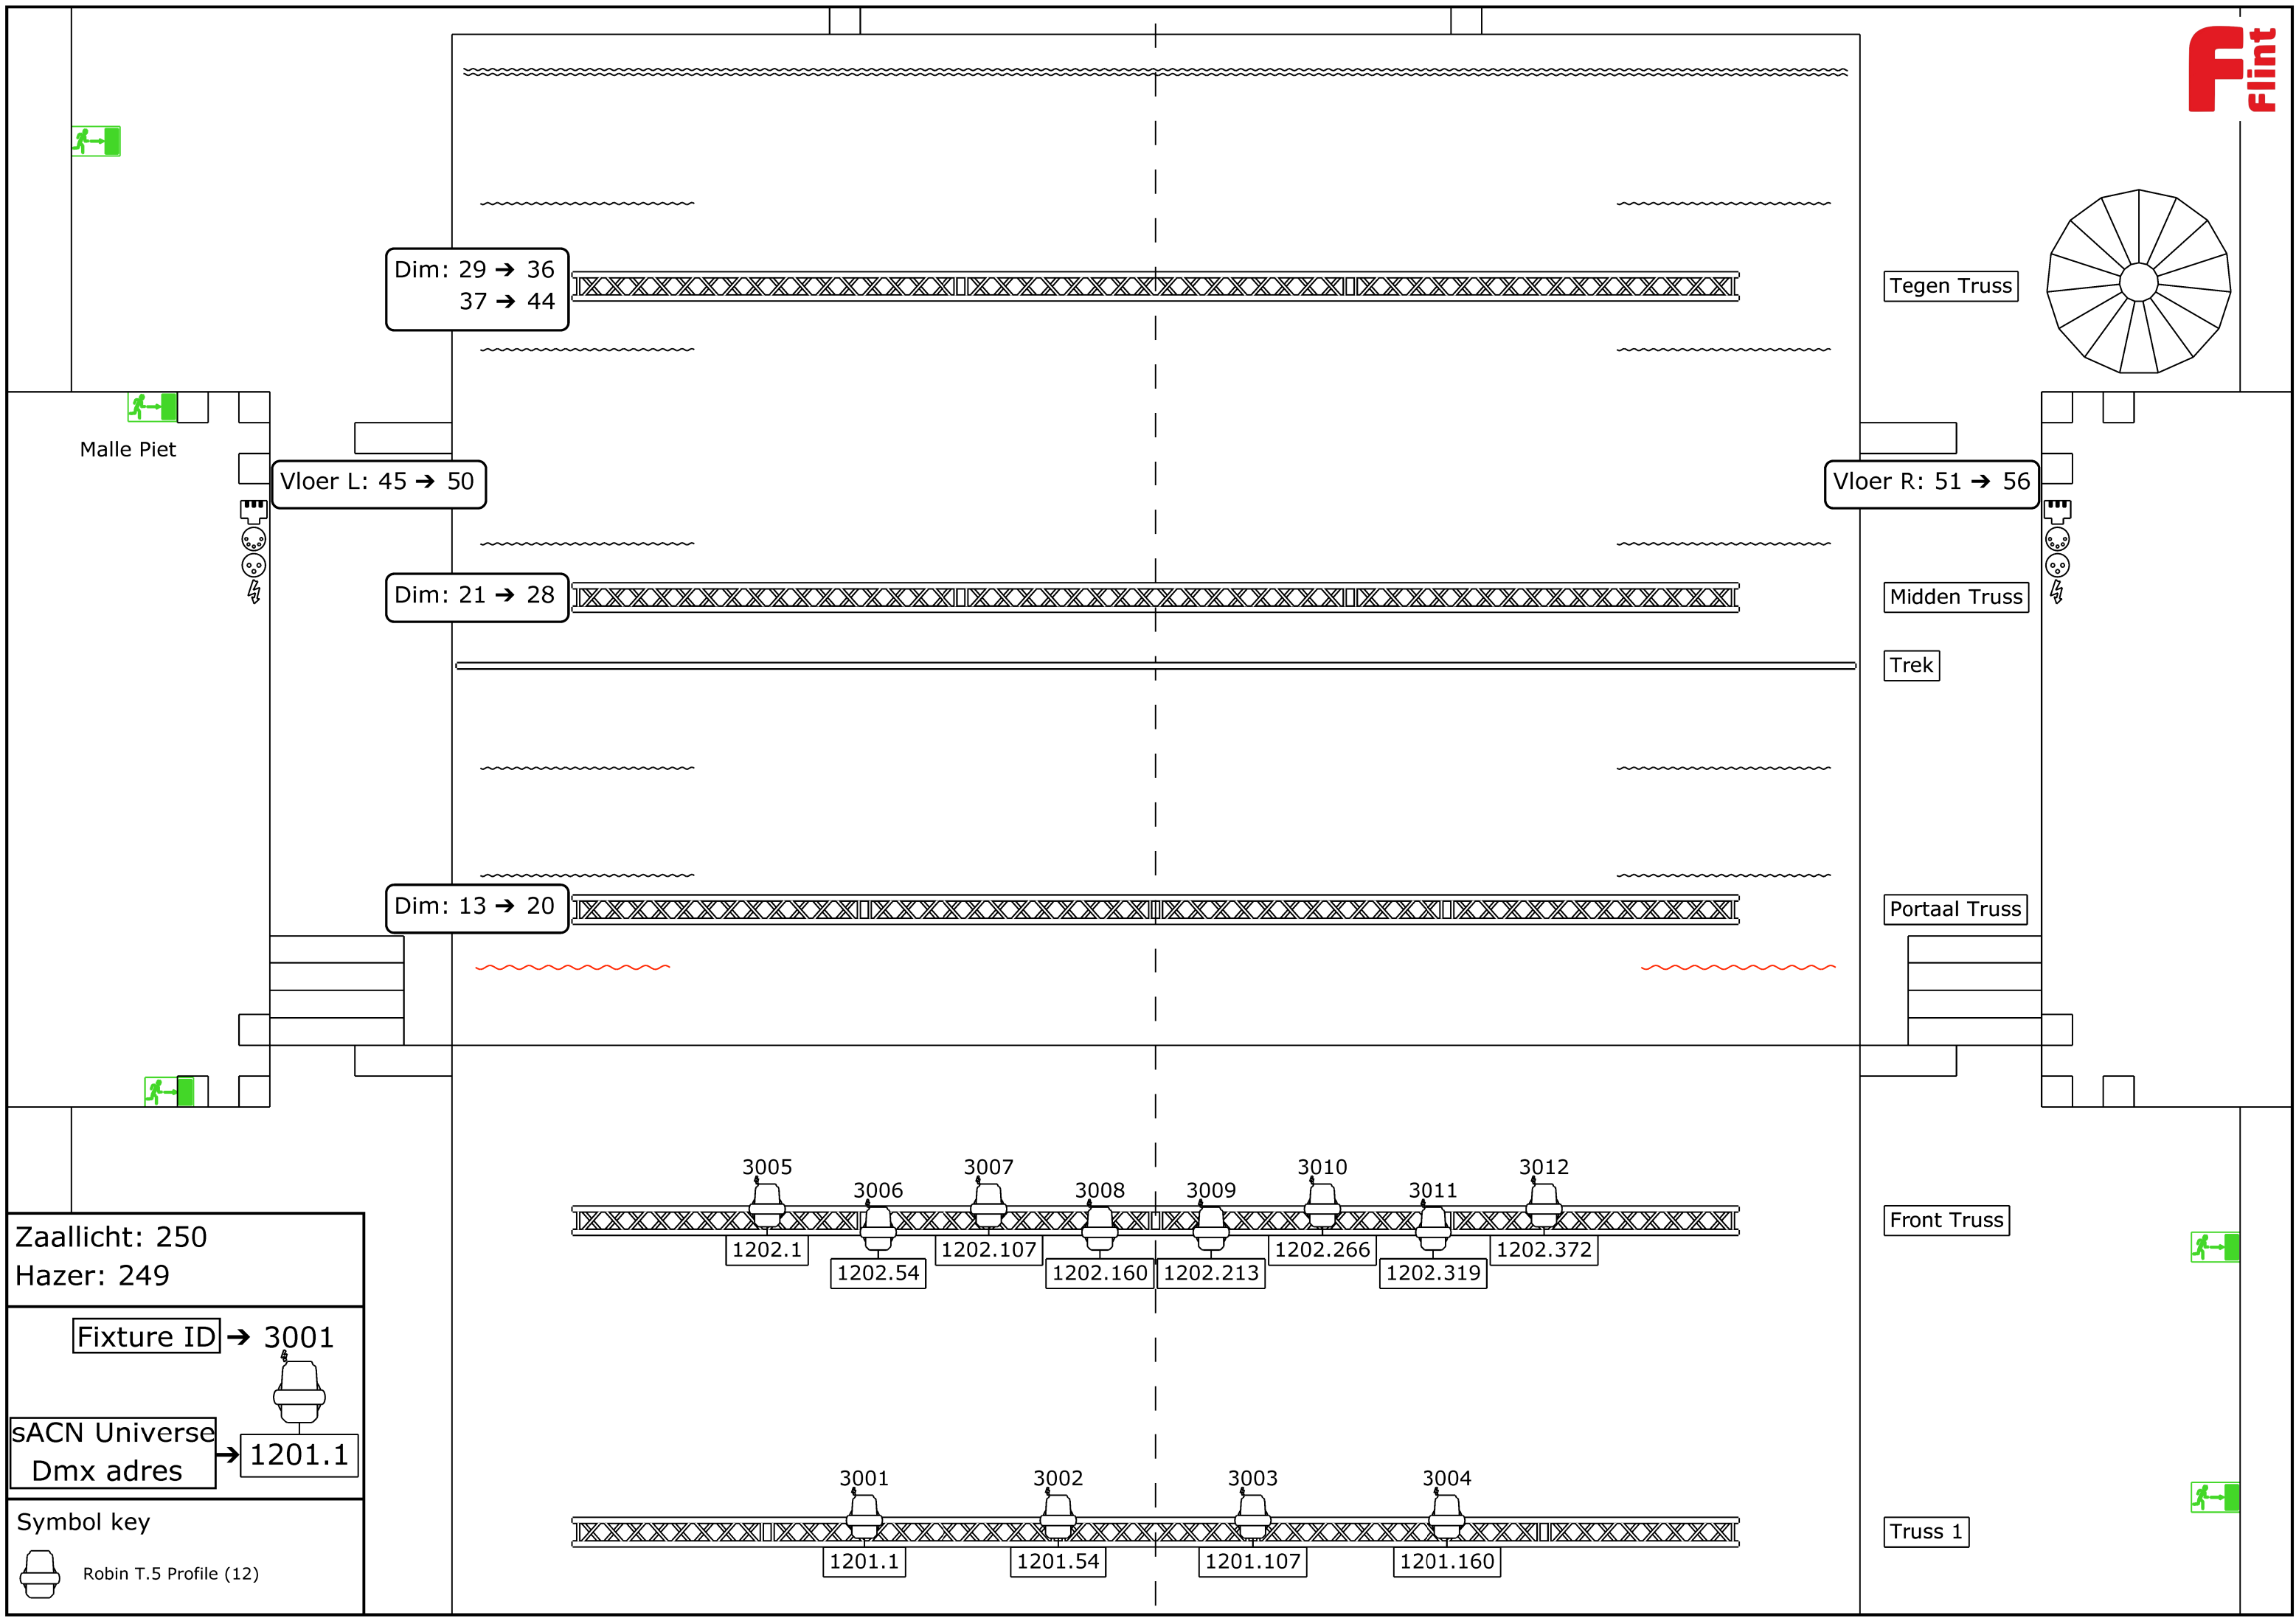 Flint
Dim: 29 ➔ 36
37 ➔ 44
Tegen Truss
Malle Piet
Vloer L: 45 ➔ 50
Vloer R: 51 ➔ 56
Dim: 21 ➔ 28
Midden Truss
Trek
Dim: 13 ➔ 20
Portaal Truss
3005
3006
3007
3008
3009
3010
3011
3012
Front Truss
1202.1
1202.54
1202.107
1202.160
1202.213
1202.266
1202.319
1202.372
Zaallicht: 250
Hazer: 249
Fixture ID ➔ 3001
sACN Universe
Dmx adres ➔ 1201.1
Symbol key
Robin T.5 Profile (12)
3001
3002
3003
3004
Truss 1
1201.1
1201.54
1201.107
1201.160